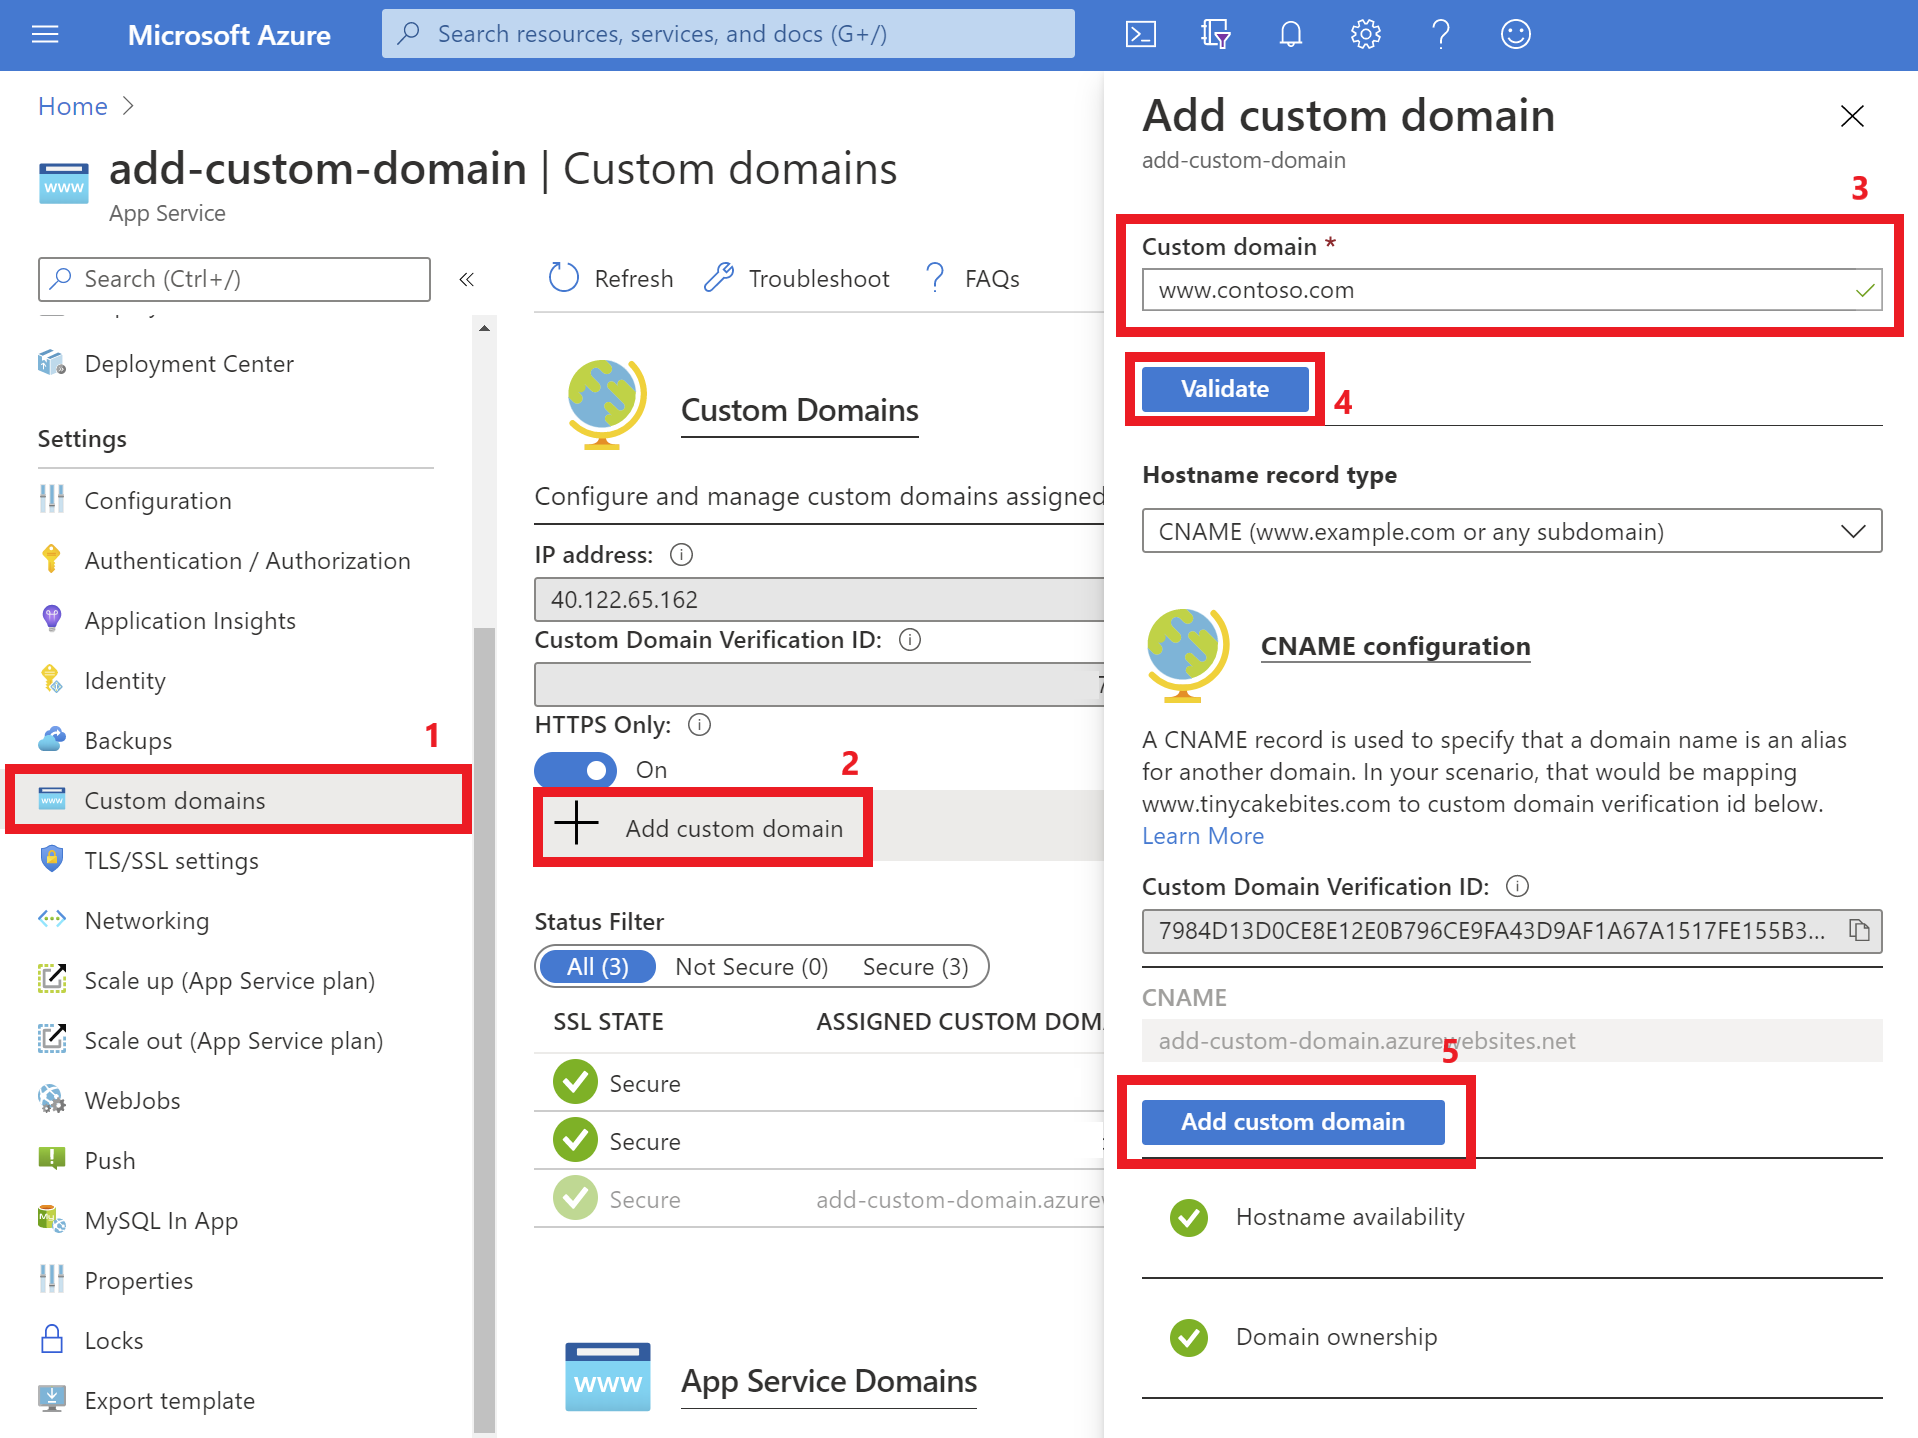 Microsoft Azure
Search resources, services, and docs (G+/)
Home
add-custom-domain | Custom domains
App Service
Search (Ctrl+/)
«
Deployment Center
Settings
Configuration
Authentication / Authorization
Application Insights
Identity
Backups
1
Custom domains
TLS/SSL settings
Networking
Scale up (App Service plan)
Scale out (App Service plan)
WebJobs
Push
MySQL In App
Properties
Locks
Export template
Refresh
Troubleshoot
FAQs
Custom Domains
Configure and manage custom domains assigned
IP address:
40.122.65.162
Custom Domain Verification ID:
HTTPS Only:
On
2
Add custom domain
Status Filter
All (3)
Not Secure (0)
Secure (3)
SSL STATE
ASSIGNED CUSTOM DOM
Secure
Secure
Secure
add-custom-domain.azure
www
App Service Domains
Add custom domain
add-custom-domain
3
Custom domain *
www.contoso.com
Validate
4
Hostname record type
CNAME (www.example.com or any subdomain)
CNAME configuration
A CNAME record is used to specify that a domain name is an alias
for another domain. In your scenario, that would be mapping
www.tinycakebites.com to custom domain verification id below.
Learn More
Custom Domain Verification ID:
7984D13D0CE8E12E0B796CE9FA43D9AF1A67A1517FE155B3...
CNAME
add-custom-domain.azurewebsites.net
5
Add custom domain
Hostname availability
Domain ownership